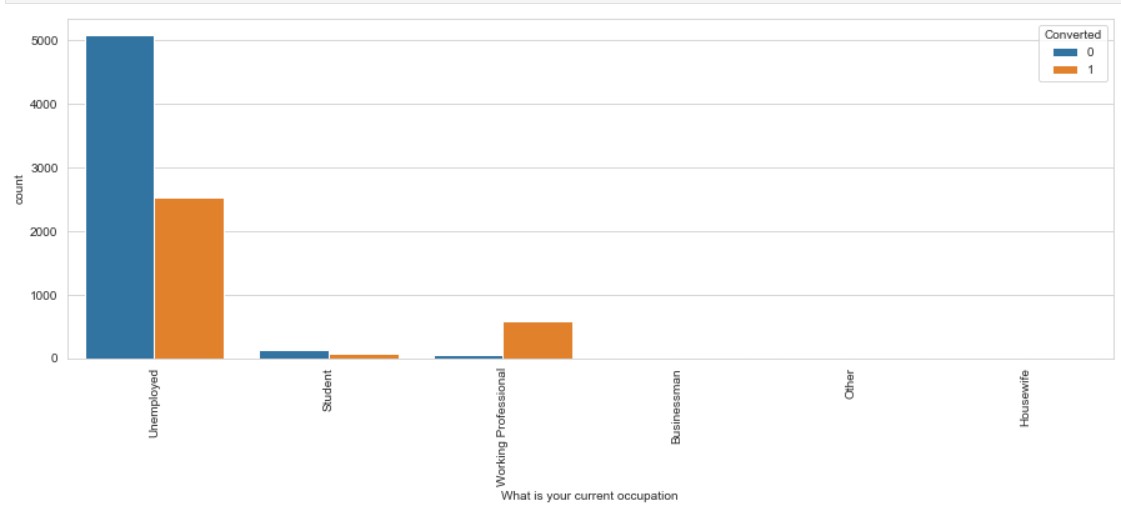 Converted
0
1
5000
4000
3000
2000
1000
0
count
Unemployed
Student
Working Professional
Businessman
Other
Housewife
What is your current occupation